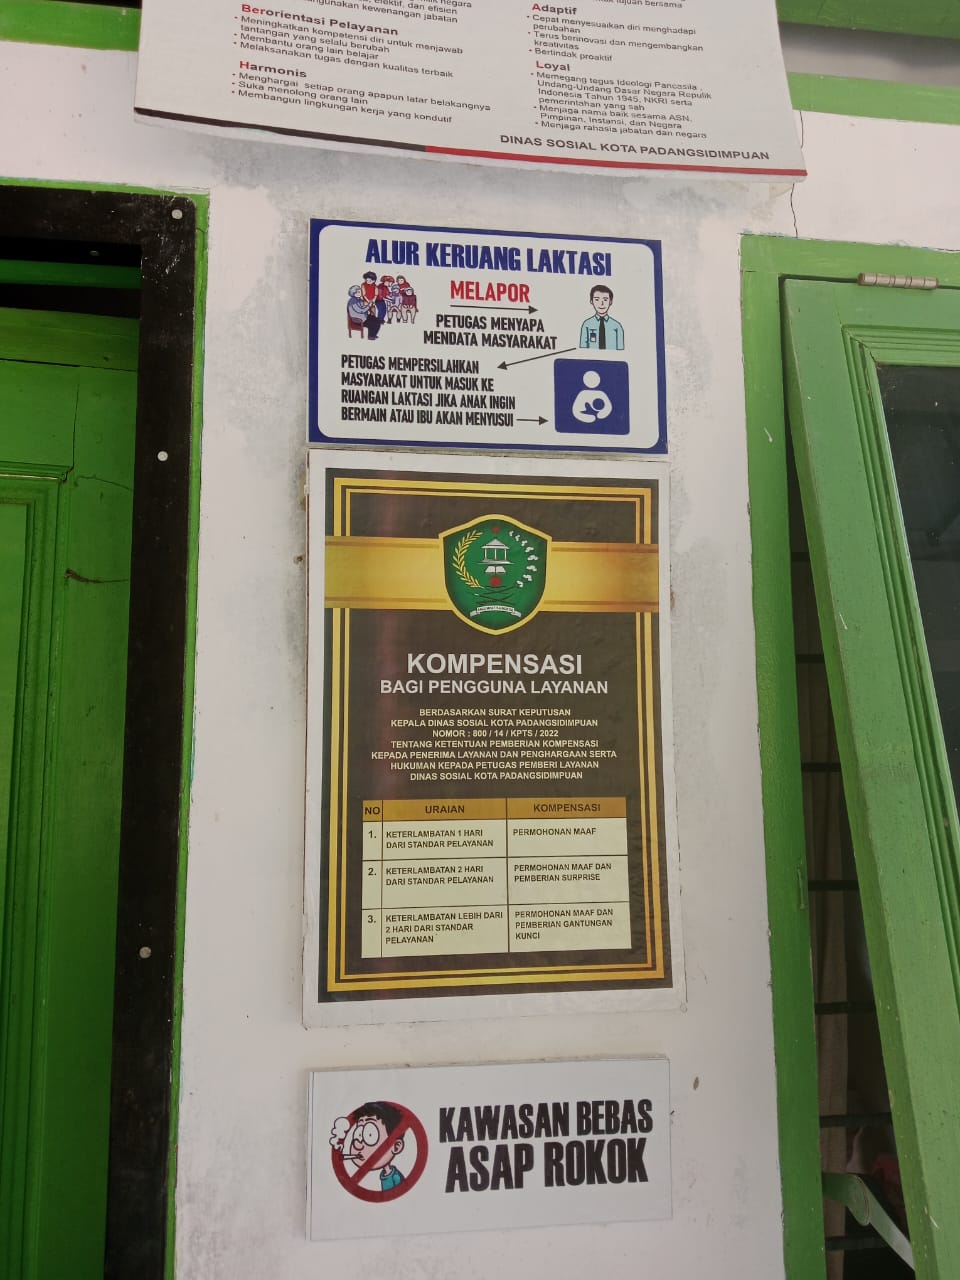 elektif, dan efisien
menggunakan kewenangan jabatan
Berorientasi Pelayanan
• Meningkatkan kompetensi diri untuk menjawab
tantangan yang selalu berubah
• Membantu orang lain belajar
• Melaksanakan tugas dengan kualitas terbaik
Harmonis
• Menghargai setiap orang apapun latar belakangnya
• Suka menolong orang lain
• Membangun lingkungan kerja yang kondutif
tujuan bersama
Adaptif
• Cepat menyesuaikan diri menghadapi
perubahan
• Terus berinovasi dan mengembangkan
kreativitas
• Bertindak proaktif
Loyal
• Memegang tegus Ideologi Pancasila ,
Undang-Undang Dasar Negara Repulik
Indonesia Tahun 1945, NKRI serta
pemerintahan yang sah
• Menjaga nama baik sesama ASN,
Pimpinan, Instansi, dan Negara
• Menjaga rahasia jabatan dan negara
DINAS SOSIAL KOTA PADANGSIDIMPUAN
ALUR KERUANG LAKTASI
MELAPOR
PETUGAS MENYAPA
MENDATA MASYARAKAT
PETUGAS MEMPERSILAHKAN
MASYARAKAT UNTUK MASUK KE
RUANGAN LAKTASI JIKA ANAK INGIN
BERMAIN ATAU IBU AKAN MENYUSUI
KOMPENSASI
BAGI PENGGUNA LAYANAN
BERDASARKAN SURAT KEPUTUSAN
KEPALA DINAS SOSIAL KOTA PADANGSIDIMPUAN
NOMOR : 800 / 14 / KPTS / 2022
TENTANG KETENTUAN PEMBERIAN KOMPENSASI
KEPADA PENERIMA LAYANAN DAN PENGHARGAAN SERTA
HUKUMAN KEPADA PETUGAS PEMBERI LAYANAN
DINAS SOSIAL KOTA PADANGSIDIMPUAN
NO URAIAN KOMPENSASI
1. KETERLAMBATAN 1 HARI PERMOHONAN MAAF
DARI STANDAR PELAYANAN
2. KETERLAMBATAN 2 HARI PERMOHONAN MAAF DAN
DARI STANDAR PELAYANAN PEMBERIAN SURPRISE
3. KETERLAMBATAN LEBIH DARI PERMOHONAN MAAF DAN
2 HARI DARI STANDAR PEMBERIAN GANTUNGAN
PELAYANAN KUNCI
KAWASAN BEBAS
ASAP ROKOK